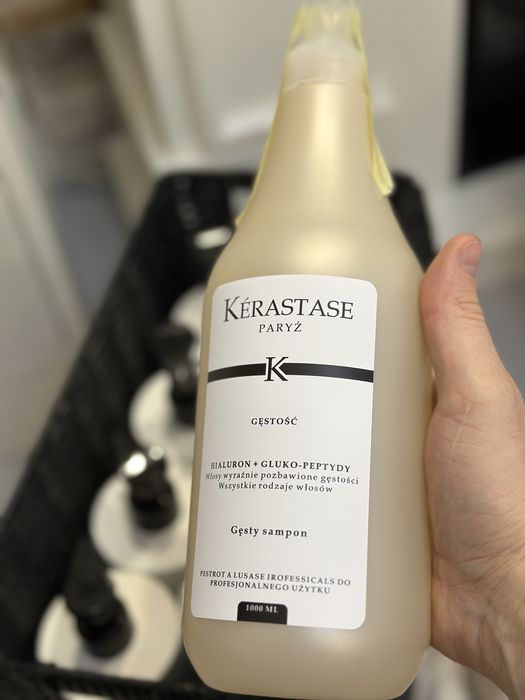 KÉRASTASE
PARYŻ
K
GĘSTOŚĆ
HIALURON + GLUKO-PEPTYDY
Włosy wyraźnie pozbawione gęstości
Wszystkie rodzaje włosów
Gęsty sampon
PESTROT A LUSASE IROFESSICALS DO
PROFESJONALNEGO UŻYTKU
1000 ML